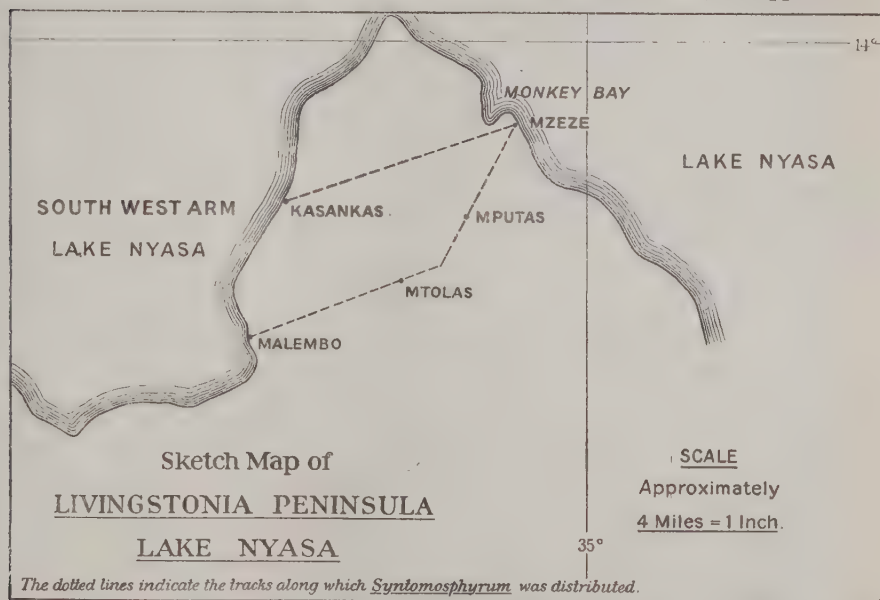 14°
MONKEY BAY
MZEZE
LAKE NYASA
SOUTH WEST ARM
LAKE NYASA
KASANKAS.
MPUTAS
MTOLAS
MALEMBO
Sketch Map of
LIVINGSTONIA PENINSULA
LAKE NYASA
SCALE
Approximately
4 Miles = 1 Inch.
35°
The dotted lines indicate the tracks along which Syntomosphyrum was distributed.